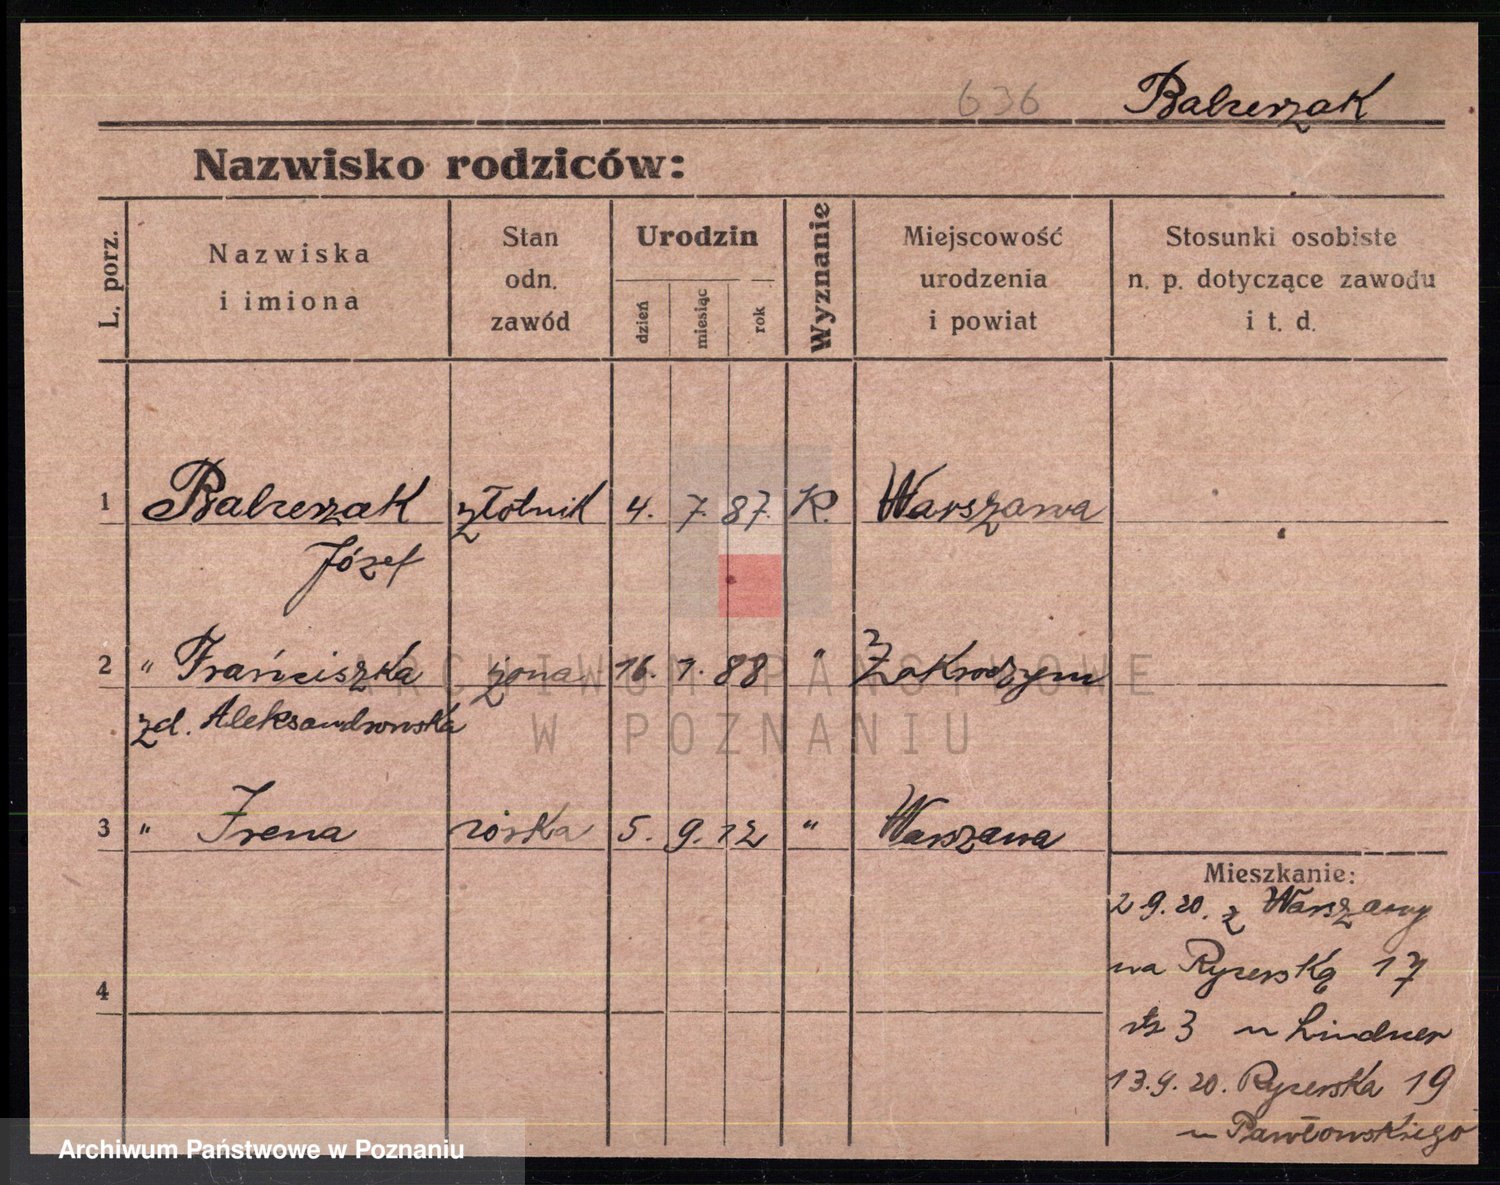 636 Balcerzak
Nazwisko rodziców:
L. porz.
Nazwiska
i imiona
Stan
odn.
zawód
Urodzin
dzień
miesiąc
rok
Wyznanie
Miejscowość
urodzenia
i powiat
Stosunki osobiste
n. p. dotyczące zawodu
i t. d.
1 Balcerzak złotnik 4. 7. 87. K. Warszawa
Józef
2 " Franciszka żona 16. 1. 88 " Zakroczym
zd. Aleksandrowska
3 " Irena córka 5. 9. 12 " Warszawa
4
Mieszkanie:
2 9. 20. z Warszawy
na Rycerską 17
3 u Lindner
13. 9. 20. Rycerska 19
u Pawłowskiego
ARCHIWUM PAŃSTWOWE
W POZNANIU
Archiwum Państwowe w Poznaniu